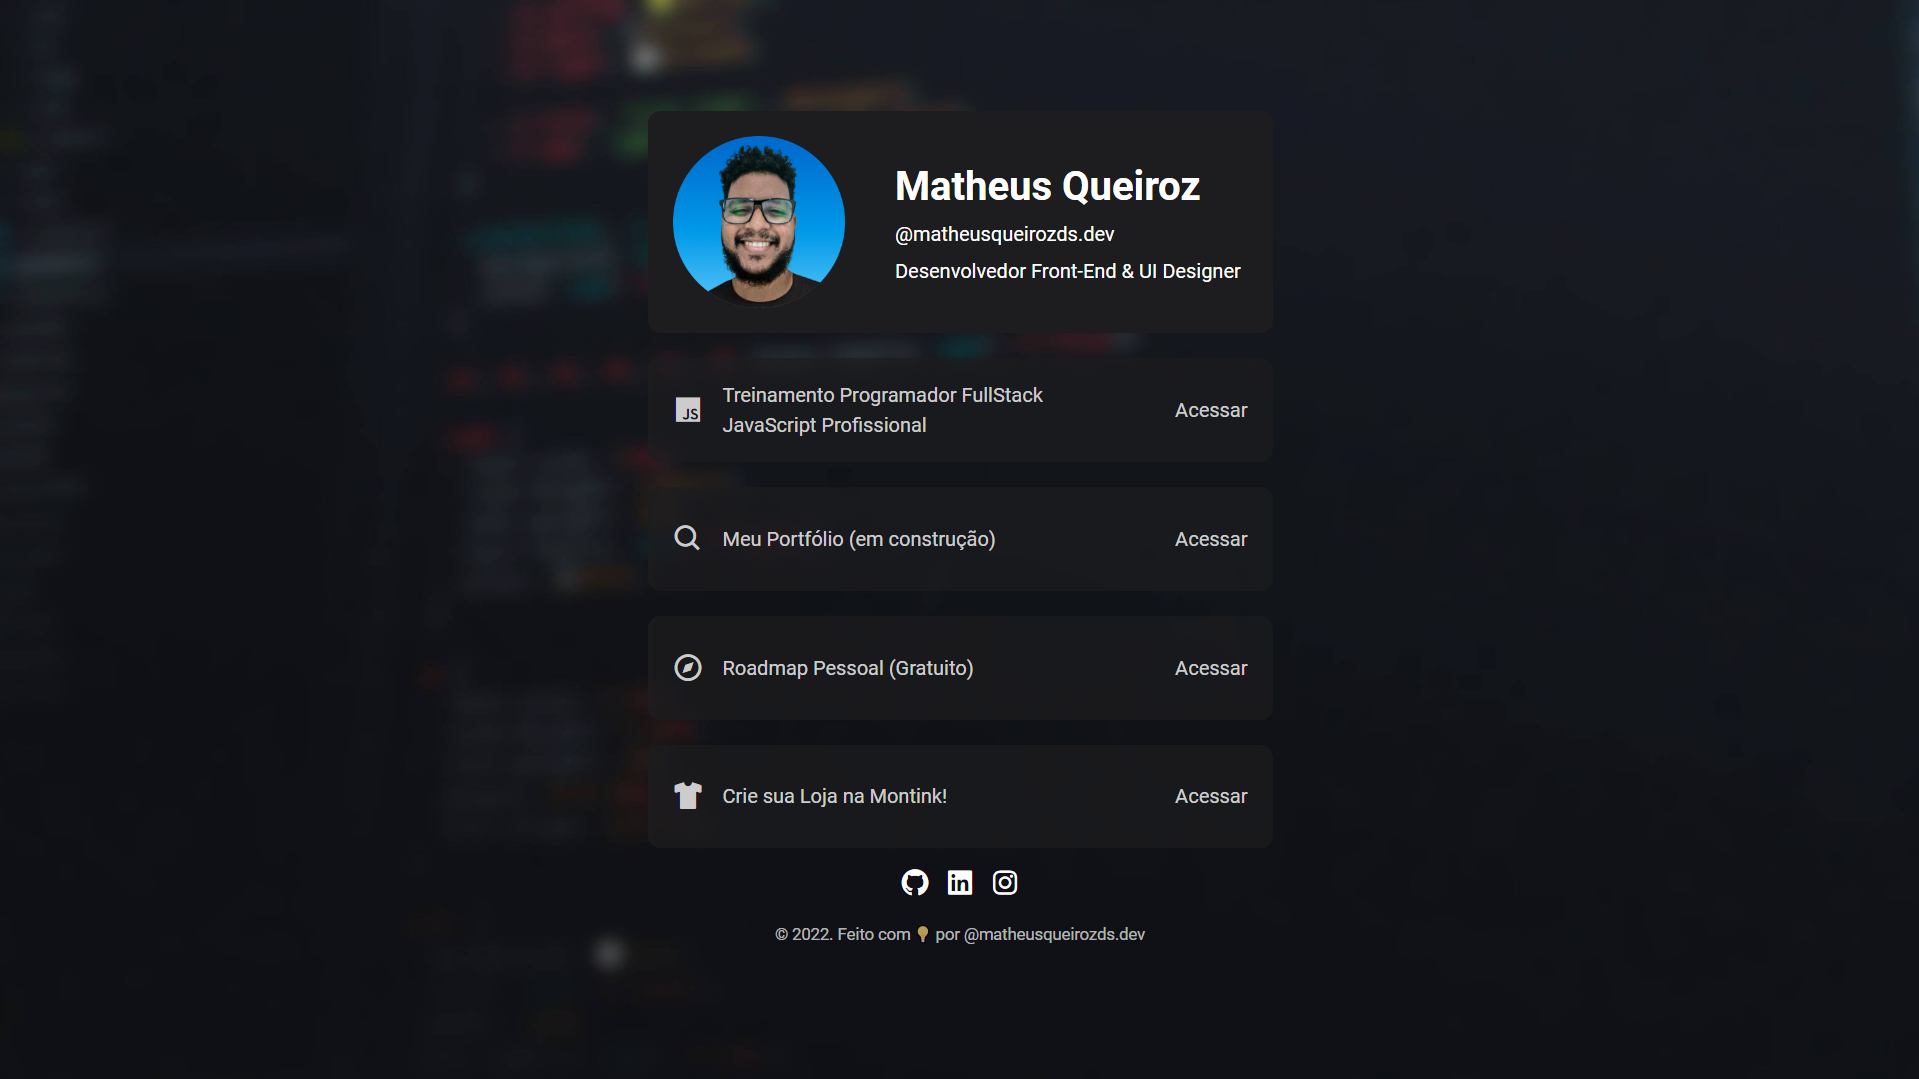 Matheus Queiroz
@matheusqueirozds.dev
Desenvolvedor Front-End & UI Designer
JS
Treinamento Programador FullStack
JavaScript Profissional
Acessar
Meu Portfólio (em construção)
Acessar
Roadmap Pessoal (Gratuito)
Acessar
Crie sua Loja na Montink!
Acessar
in
© 2022. Feito com 💡 por @matheusqueirozds.dev